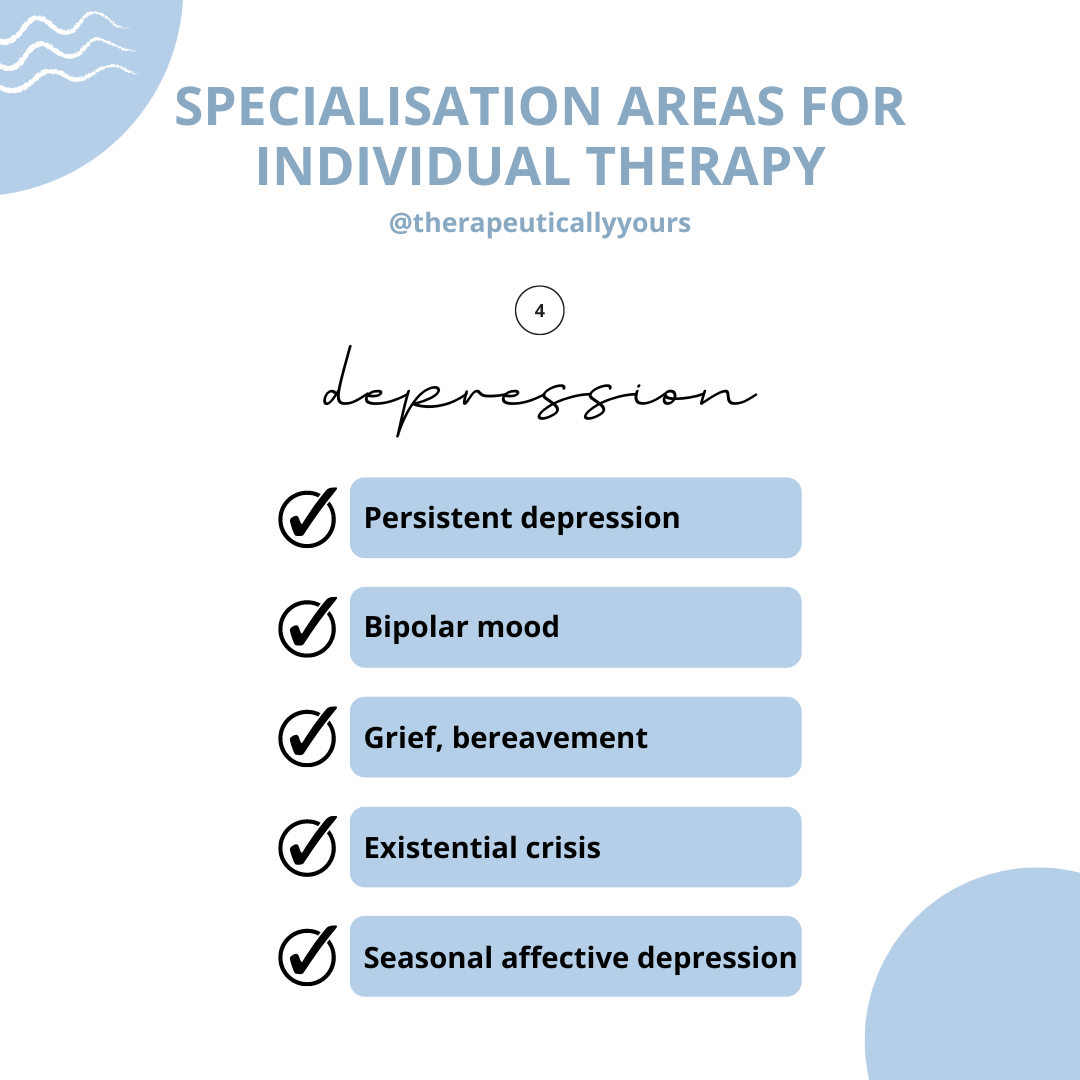 SPECIALISATION AREAS FOR
INDIVIDUAL THERAPY
@therapeuticallyyours
4
depression
Persistent depression
Bipolar mood
Grief, bereavement
Existential crisis
Seasonal affective depression